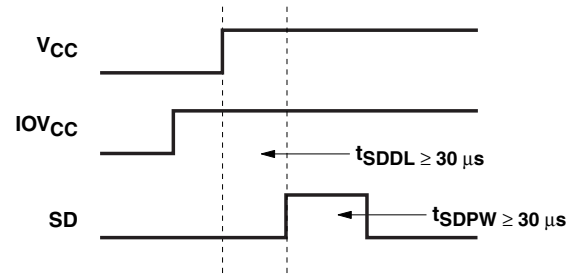 VCC
IOVCC
tSDDL ≥ 30 μs
SD
tSDPW ≥ 30 μs